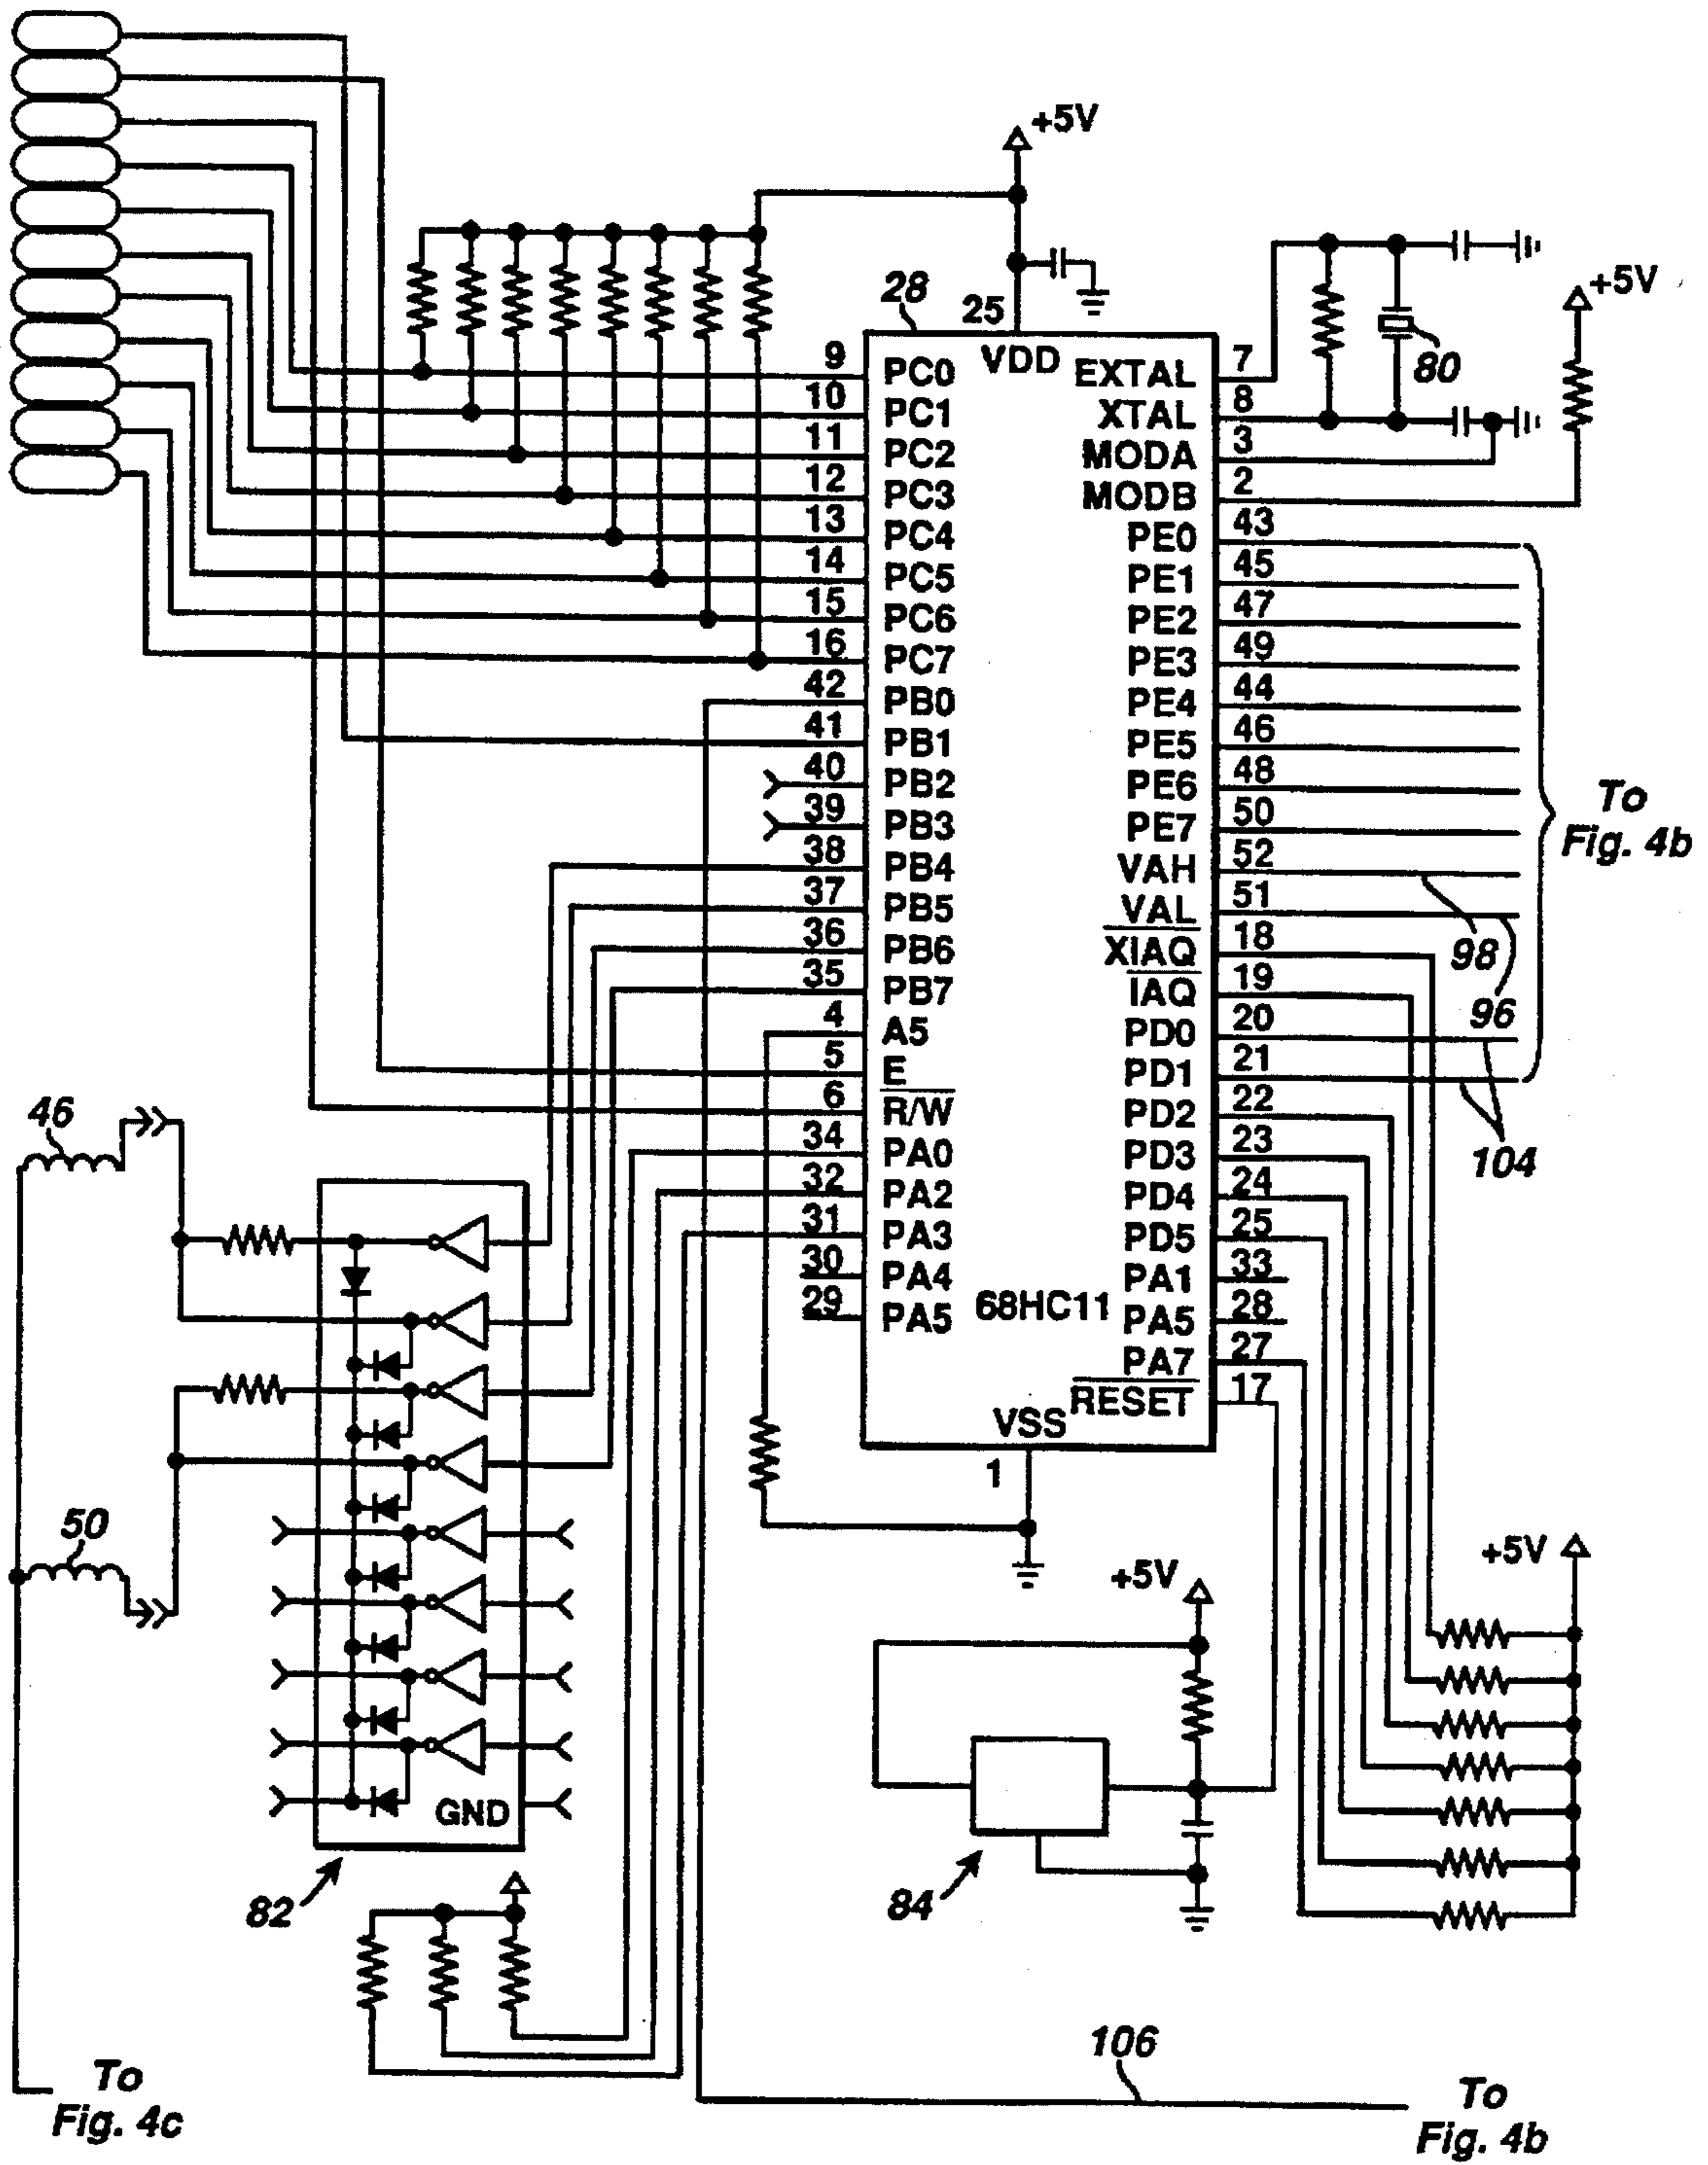 +5V
28
25
+5V
80
VDD
9 PC0
10 PC1
11 PC2
12 PC3
13 PC4
14 PC5
15 PC6
16 PC7
42 PB0
41 PB1
40 PB2
39 PB3
38 PB4
37 PB5
36 PB6
35 PB7
4 A5
5 E
6 R/W
34 PA0
32 PA2
31 PA3
30 PA4
29 PA5
68HC11
EXTAL 7
XTAL 8
MODA 3
MODB 2
PE0 43
PE1 45
PE2 47
PE3 49
PE4 44
PE5 46
PE6 48
PE7 50
VAH 52
VAL 51
XIAQ 18
IAQ 19
PD0 20
PD1 21
PD2 22
PD3 23
PD4 24
PD5 25
PA1 33
PA5 28
PA7 27
RESET 17
VSS
1
To
Fig. 4b
98
96
104
46
50
GND
82
+5V
84
+5V
106
To
Fig. 4c
To
Fig. 4b